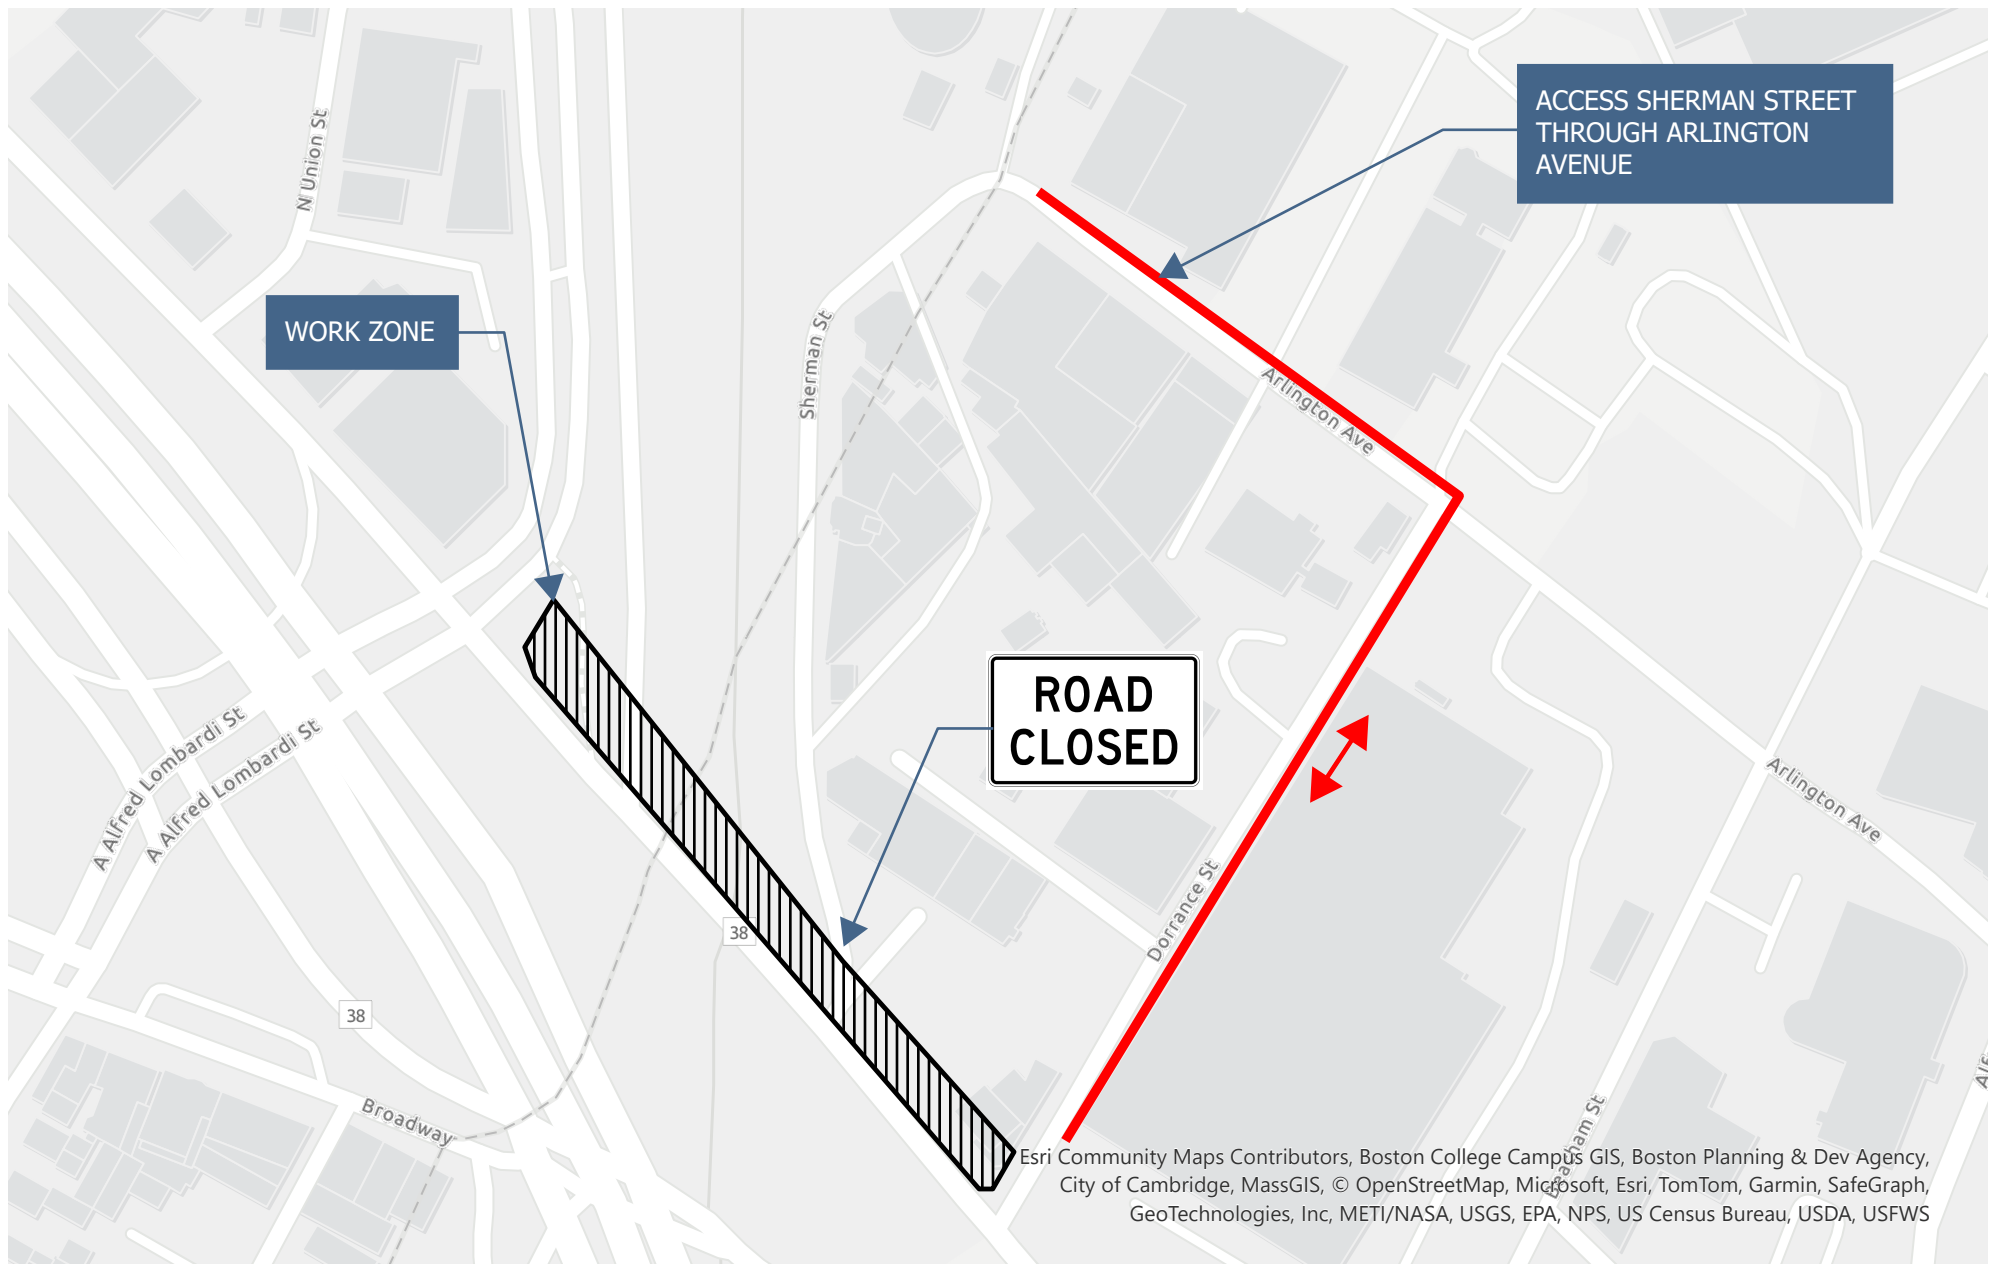 ACCESS SHERMAN STREET
THROUGH ARLINGTON
AVENUE
N Union St
WORK ZONE
Sherman St
Arlington Ave
ROAD
CLOSED
A Alfred Lombardi St
A Alfred Lombardi St
Arlington Ave
Dorrance St
38
38
Broadway
Beacham St
Alf
Esri Community Maps Contributors, Boston College Campus GIS, Boston Planning & Dev Agency,
City of Cambridge, MassGIS, © OpenStreetMap, Microsoft, Esri, TomTom, Garmin, SafeGraph,
GeoTechnologies, Inc, METI/NASA, USGS, EPA, NPS, US Census Bureau, USDA, USFWS